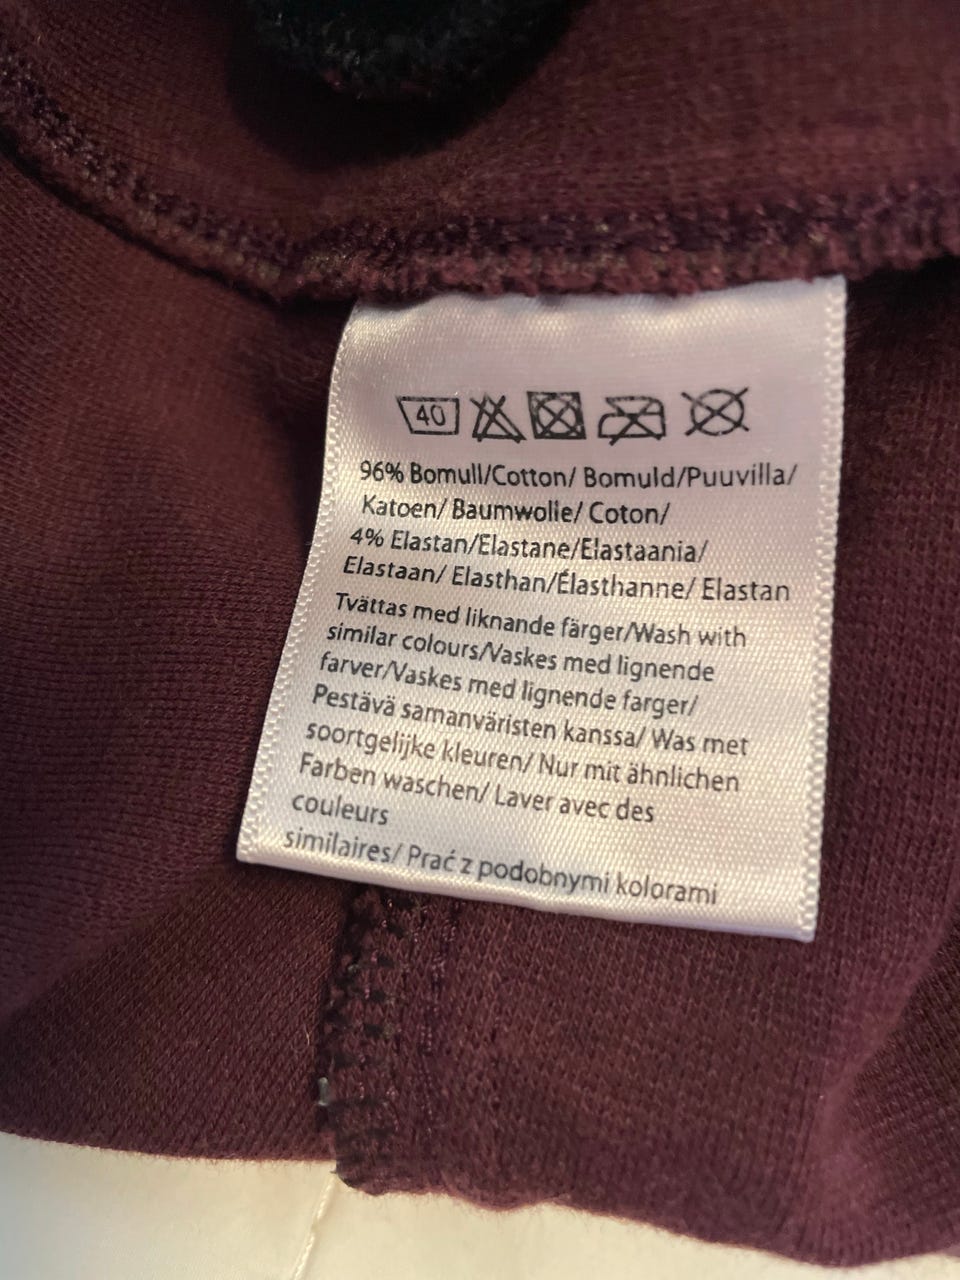 40
96% Bomull/Cotton/ Bomuld/Puuvilla/
Katoen/ Baumwolle/ Coton/
4% Elastan/Elastane/Elastaania/
Elastaan/ Elasthan/Élasthanne/ Elastan
Tvättas med liknande färger/Wash with
similar colours/Vaskes med lignende
farver/Vaskes med lignende farger/
Pestävä samanväristen kanssa/ Was met
soortgelijke kleuren/ Nur mit ähnlichen
Farben waschen/ Laver avec des
couleurs
similaires/ Prać z podobnymi kolorami